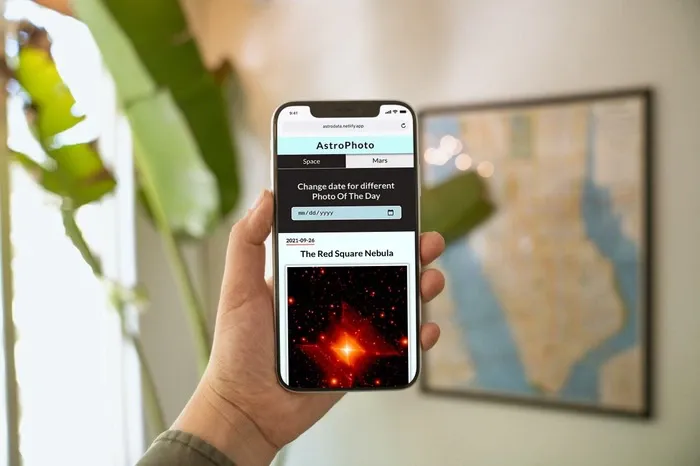 9:41
astrodata.netlify.app
AstroPhoto
Space Mars
Change date for different
Photo Of The Day
mm/dd/yyyy
2021-09-26
The Red Square Nebula